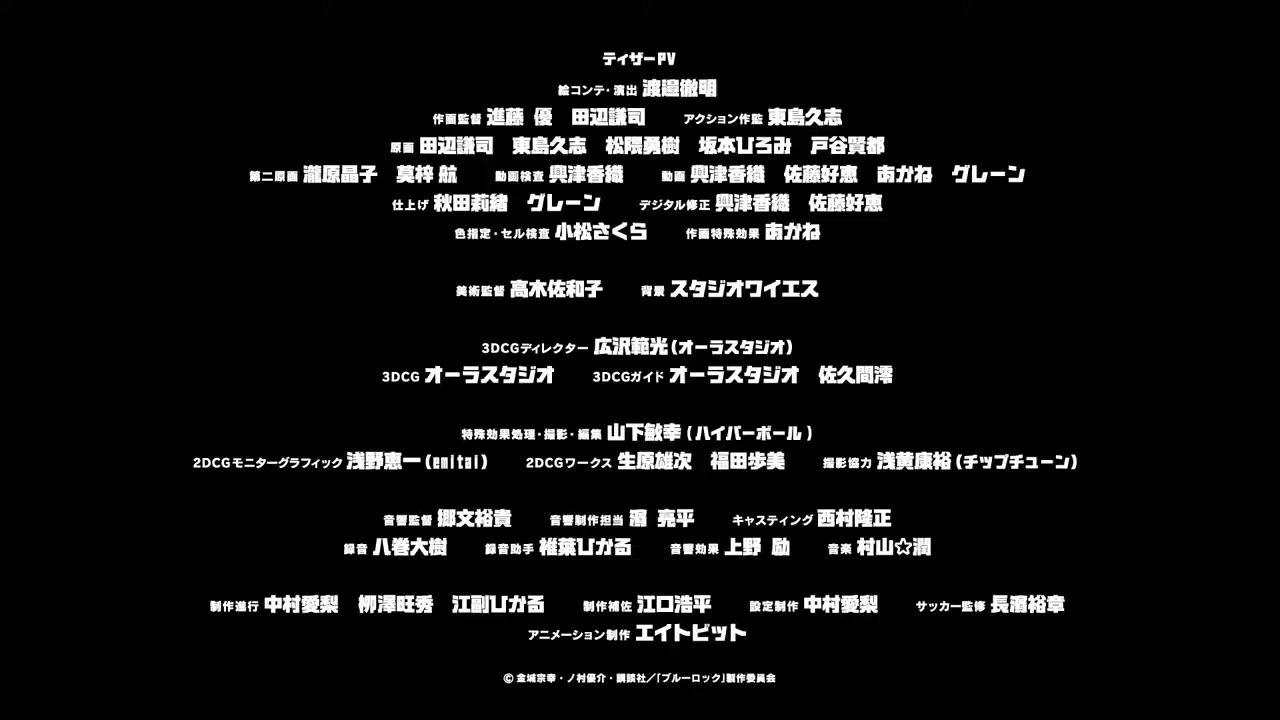 ティザーPV
絵コンテ・演出 渡邉徹明
作画監督 進藤 優　田辺謙司　アクション作監 東島久志
原画 田辺謙司　東島久志　松隈勇樹　坂本ひろみ　戸谷賢都
第二原画 瀧原晶子　莫梓 航　動画検査 興津香織　動画 興津香織　佐藤好恵　あかね　グレーン
仕上げ 秋田莉緒　グレーン　デジタル修正 興津香織　佐藤好恵
色指定・セル検査 小松さくら　作画特殊効果 あかね
美術監督 高木佐和子　背景 スタジオワイエス
3DCGディレクター 広沢範光(オーラスタジオ)
3DCG オーラスタジオ　3DCGガイド オーラスタジオ　佐久間澪
特殊効果処理・撮影・編集 山下敏幸(ハイパーボール)
2DCGモニターグラフィック 浅野恵一(emitai)　2DCGワークス 生原雄次　福田歩美　撮影協力 浅黄康裕(チップチューン)
音響監督 郷文裕貴　音響制作担当 濱 亮平　キャスティング 西村隆正
録音 八巻大樹　録音助手 椎葉ひかる　音響効果 上野 励　音楽 村山☆潤
制作進行 中村愛梨　柳澤旺秀　江副ひかる　制作補佐 江口浩平　設定制作 中村愛梨　サッカー監修 長濱裕章
アニメーション制作 エイトビット
© 金城宗幸・ノ村優介・講談社／「ブルーロック」製作委員会